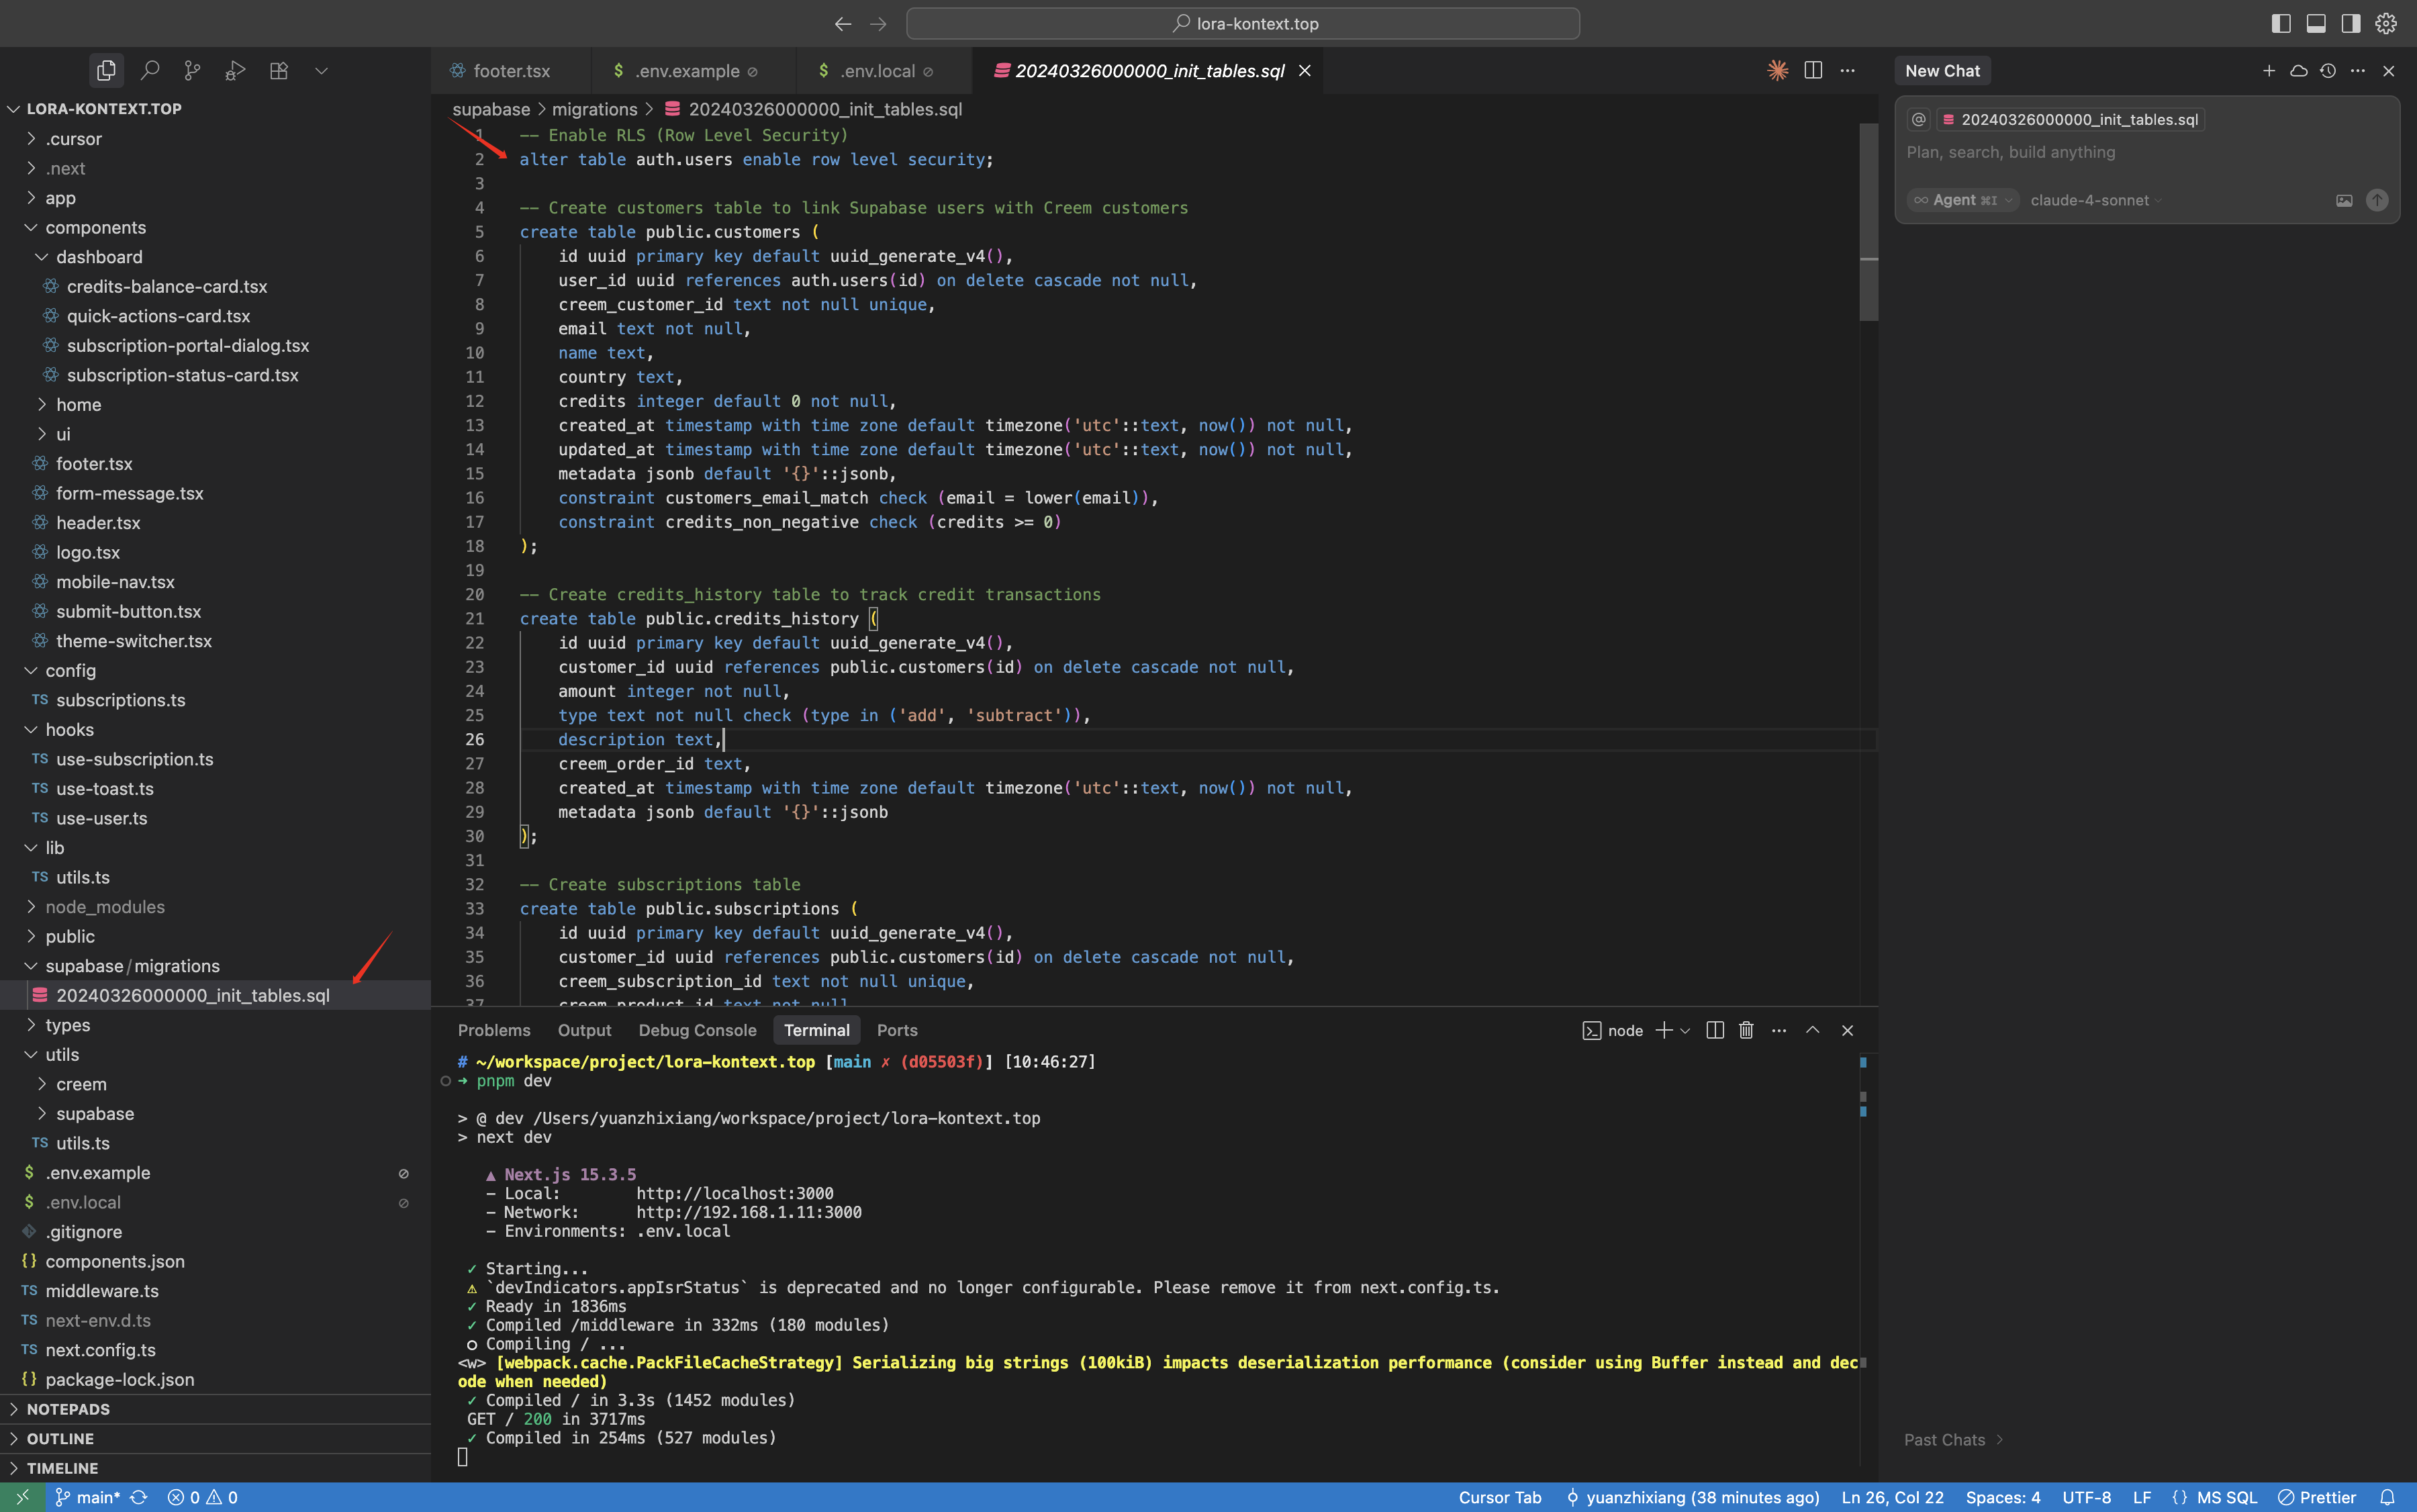 lora-kontext.top
LORA-KONTEXT.TOP
.cursor
.next
app
components
dashboard
credits-balance-card.tsx
quick-actions-card.tsx
subscription-portal-dialog.tsx
subscription-status-card.tsx
home
ui
footer.tsx
form-message.tsx
header.tsx
logo.tsx
mobile-nav.tsx
submit-button.tsx
theme-switcher.tsx
config
TS subscriptions.ts
hooks
TS use-subscription.ts
TS use-toast.ts
TS use-user.ts
lib
TS utils.ts
node_modules
public
supabase/migrations
20240326000000_init_tables.sql
types
utils
creem
supabase
TS utils.ts
$ .env.example
$ .env.local
.gitignore
{} components.json
TS middleware.ts
TS next-env.d.ts
TS next.config.ts
{} package-lock.json
NOTEPADS
OUTLINE
TIMELINE
footer.tsx
$ .env.example
$ .env.local
20240326000000_init_tables.sql
supabase > migrations > 20240326000000_init_tables.sql
1 -- Enable RLS (Row Level Security)
2 alter table auth.users enable row level security;
3
4 -- Create customers table to link Supabase users with Creem customers
5 create table public.customers (
6 id uuid primary key default uuid_generate_v4(),
7 user_id uuid references auth.users(id) on delete cascade not null,
8 creem_customer_id text not null unique,
9 email text not null,
10 name text,
11 country text,
12 credits integer default 0 not null,
13 created_at timestamp with time zone default timezone('utc'::text, now()) not null,
14 updated_at timestamp with time zone default timezone('utc'::text, now()) not null,
15 metadata jsonb default '{}'::jsonb,
16 constraint customers_email_match check (email = lower(email)),
17 constraint credits_non_negative check (credits >= 0)
18 );
19
20 -- Create credits_history table to track credit transactions
21 create table public.credits_history (
22 id uuid primary key default uuid_generate_v4(),
23 customer_id uuid references public.customers(id) on delete cascade not null,
24 amount integer not null,
25 type text not null check (type in ('add', 'subtract')),
26 description text,
27 creem_order_id text,
28 created_at timestamp with time zone default timezone('utc'::text, now()) not null,
29 metadata jsonb default '{}'::jsonb
30 );
31
32 -- Create subscriptions table
33 create table public.subscriptions (
34 id uuid primary key default uuid_generate_v4(),
35 customer_id uuid references public.customers(id) on delete cascade not null,
36 creem_subscription_id text not null unique,
37 creem_product_id text not null
Problems Output Debug Console Terminal Ports
node
# ~/workspace/project/lora-kontext.top [main ✗ (d05503f)] [10:46:27]
➜ pnpm dev
> @ dev /Users/yuanzhixiang/workspace/project/lora-kontext.top
> next dev
▲ Next.js 15.3.5
- Local: http://localhost:3000
- Network: http://192.168.1.11:3000
- Environments: .env.local
✓ Starting...
⚠ `devIndicators.appIsrStatus` is deprecated and no longer configurable. Please remove it from next.config.ts.
✓ Ready in 1836ms
✓ Compiled /middleware in 332ms (180 modules)
○ Compiling / ...
<w> [webpack.cache.PackFileCacheStrategy] Serializing big strings (100kiB) impacts deserialization performance (consider using Buffer instead and dec
ode when needed)
✓ Compiled / in 3.3s (1452 modules)
GET / 200 in 3717ms
✓ Compiled in 254ms (527 modules)
New Chat
@ 20240326000000_init_tables.sql
Plan, search, build anything
∞ Agent ⌘I claude-4-sonnet
Past Chats >
main* 0 0
Cursor Tab yuanzhixiang (38 minutes ago) Ln 26, Col 22 Spaces: 4 UTF-8 LF {} MS SQL Prettier